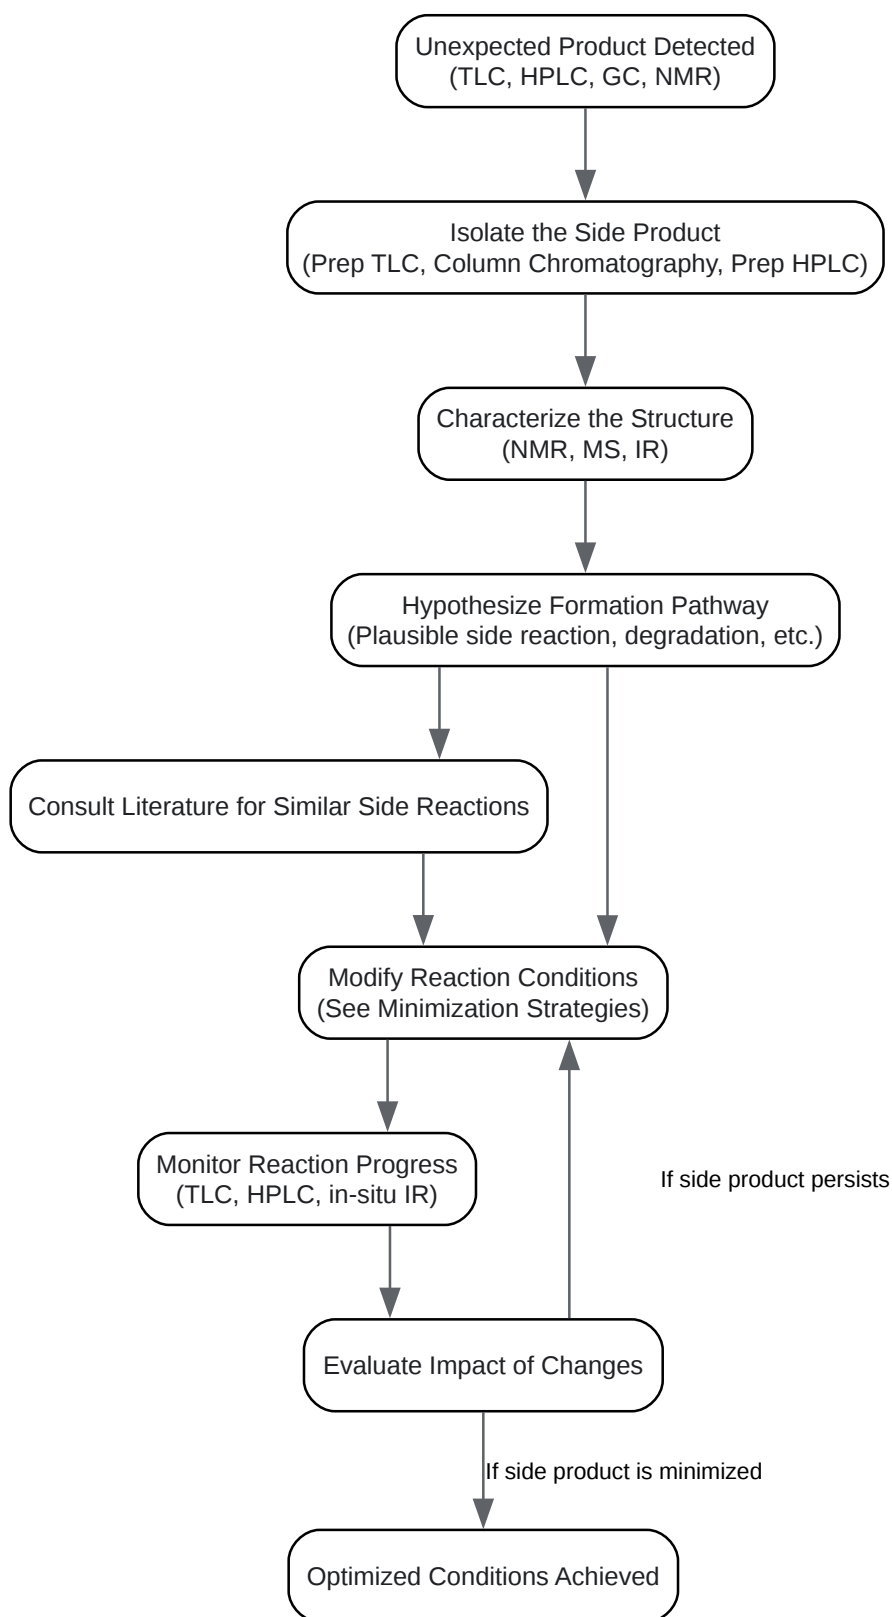 Unexpected Product Detected
(TLC, HPLC, GC, NMR)
Isolate the Side Product
(Prep TLC, Column Chromatography, Prep HPLC)
Characterize the Structure
(NMR, MS, IR)
Hypothesize Formation Pathway
(Plausible side reaction, degradation, etc.)
Consult Literature for Similar Side Reactions
Modify Reaction Conditions
(See Minimization Strategies)
Monitor Reaction Progress
(TLC, HPLC, in-situ IR)
If side product persists
Evaluate Impact of Changes
If side product is minimized
Optimized Conditions Achieved